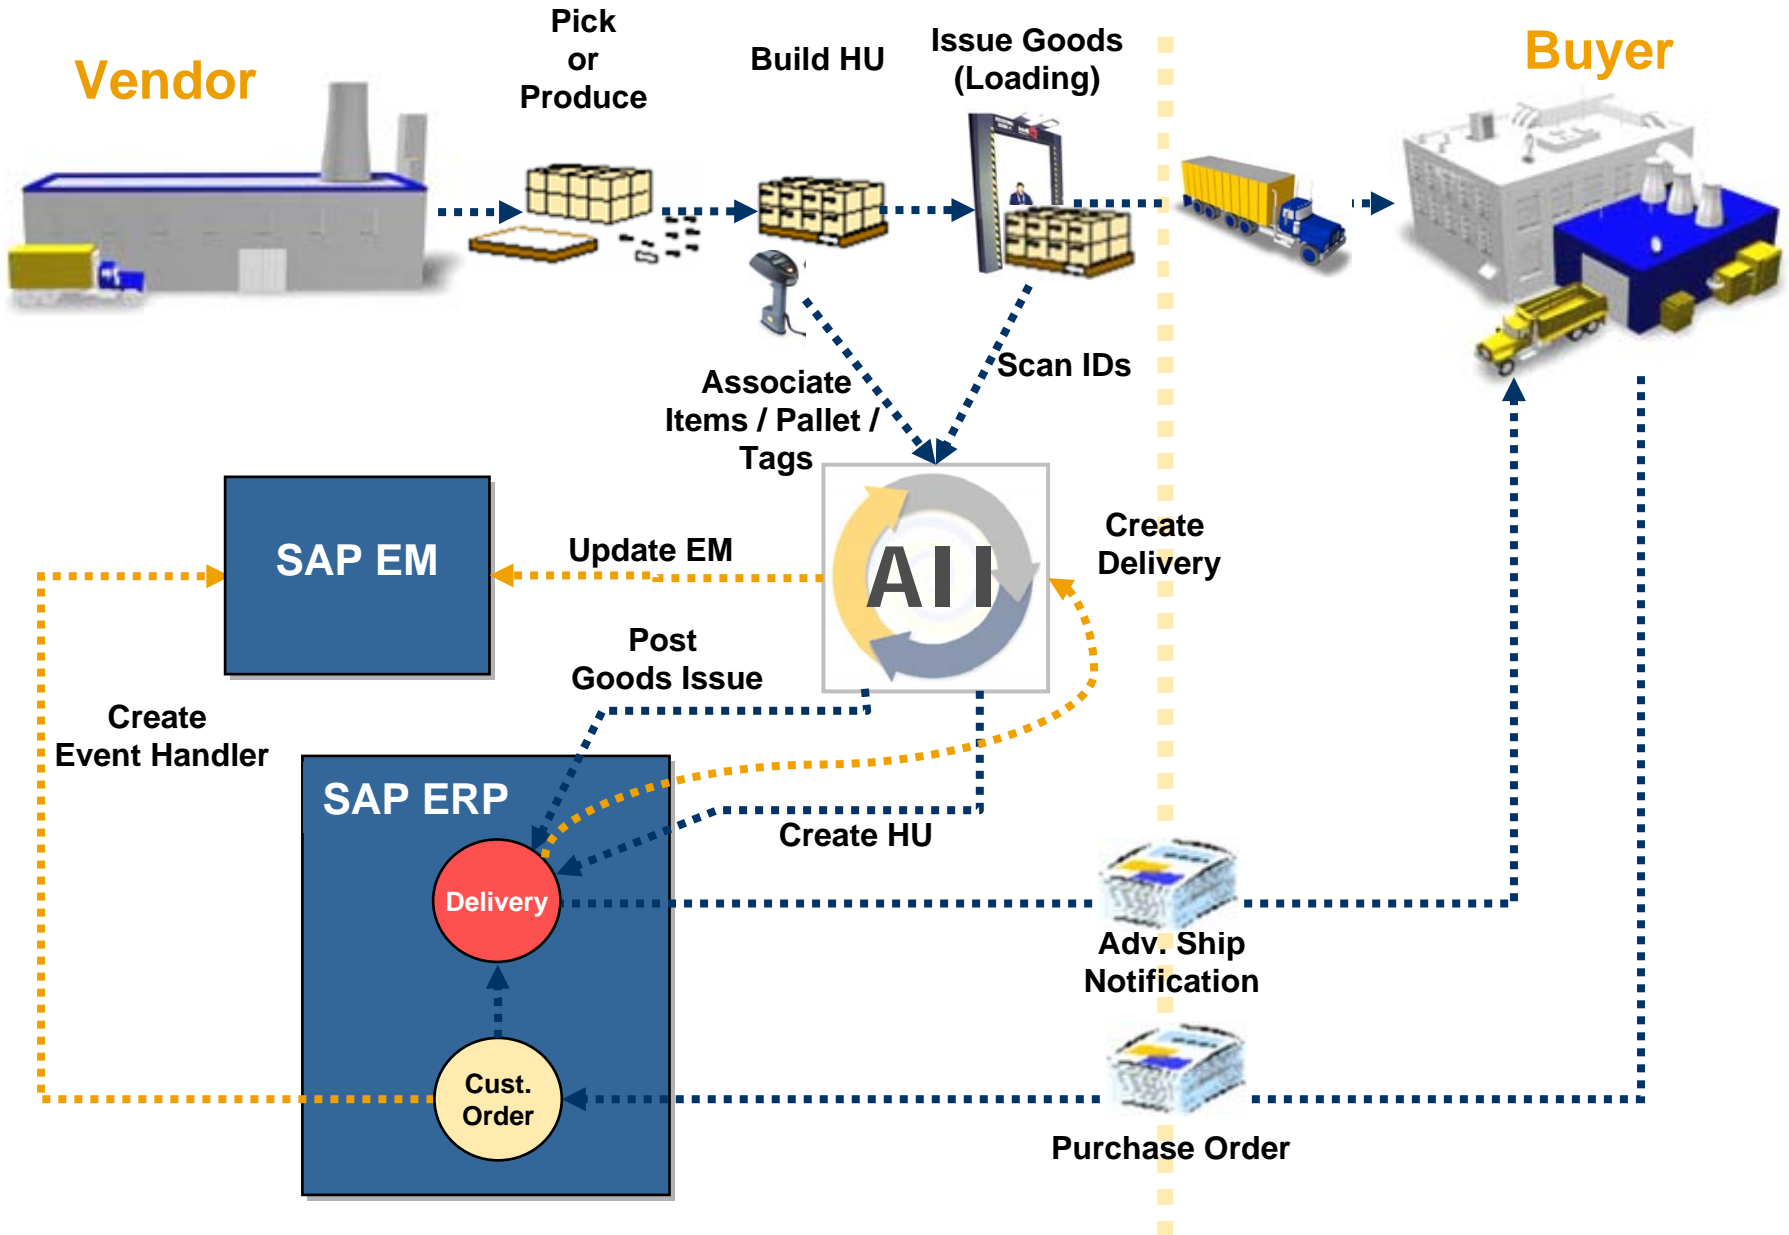 Vendor
Pick
or
Produce
Build HU
Issue Goods
(Loading)
Buyer
Associate
Items / Pallet /
Tags
Scan IDs
SAP EM
Update EM
AII
Create
Delivery
Post
Goods Issue
Create
Event Handler
SAP ERP
Create HU
Delivery
Adv. Ship
Notification
Cust.
Order
Purchase Order